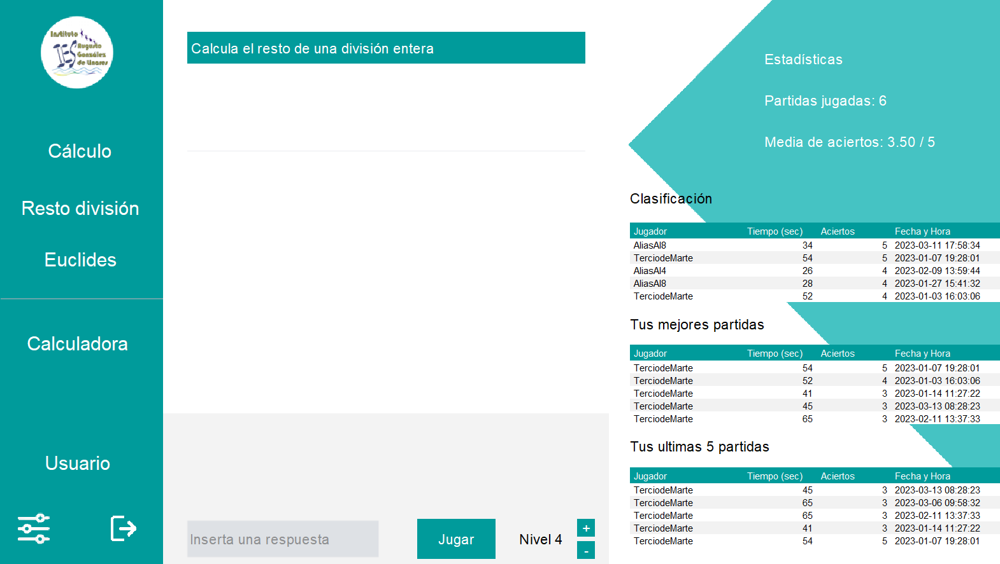 Instituto
IES Augusto
González
de Linares
Cálculo
Resto división
Euclides
Calculadora
Usuario
Calcula el resto de una división entera
Inserta una respuesta
Jugar
Nivel 4
+
-
Estadísticas
Partidas jugadas: 6
Media de aciertos: 3.50 / 5
Clasificación
Jugador Tiempo (sec) Aciertos Fecha y Hora
AliasAl8 34 5 2023-03-11 17:58:34
TerciodeMarte 54 5 2023-01-07 19:28:01
AliasAl4 26 4 2023-02-09 13:59:44
AliasAl8 28 4 2023-01-27 15:41:32
TerciodeMarte 52 4 2023-01-03 16:03:06
Tus mejores partidas
Jugador Tiempo (sec) Aciertos Fecha y Hora
TerciodeMarte 54 5 2023-01-07 19:28:01
TerciodeMarte 52 4 2023-01-03 16:03:06
TerciodeMarte 41 3 2023-01-14 11:27:22
TerciodeMarte 45 3 2023-03-13 08:28:23
TerciodeMarte 65 3 2023-02-11 13:37:33
Tus ultimas 5 partidas
Jugador Tiempo (sec) Aciertos Fecha y Hora
TerciodeMarte 45 3 2023-03-13 08:28:23
TerciodeMarte 65 3 2023-03-06 09:58:32
TerciodeMarte 65 3 2023-02-11 13:37:33
TerciodeMarte 41 3 2023-01-14 11:27:22
TerciodeMarte 54 5 2023-01-07 19:28:01